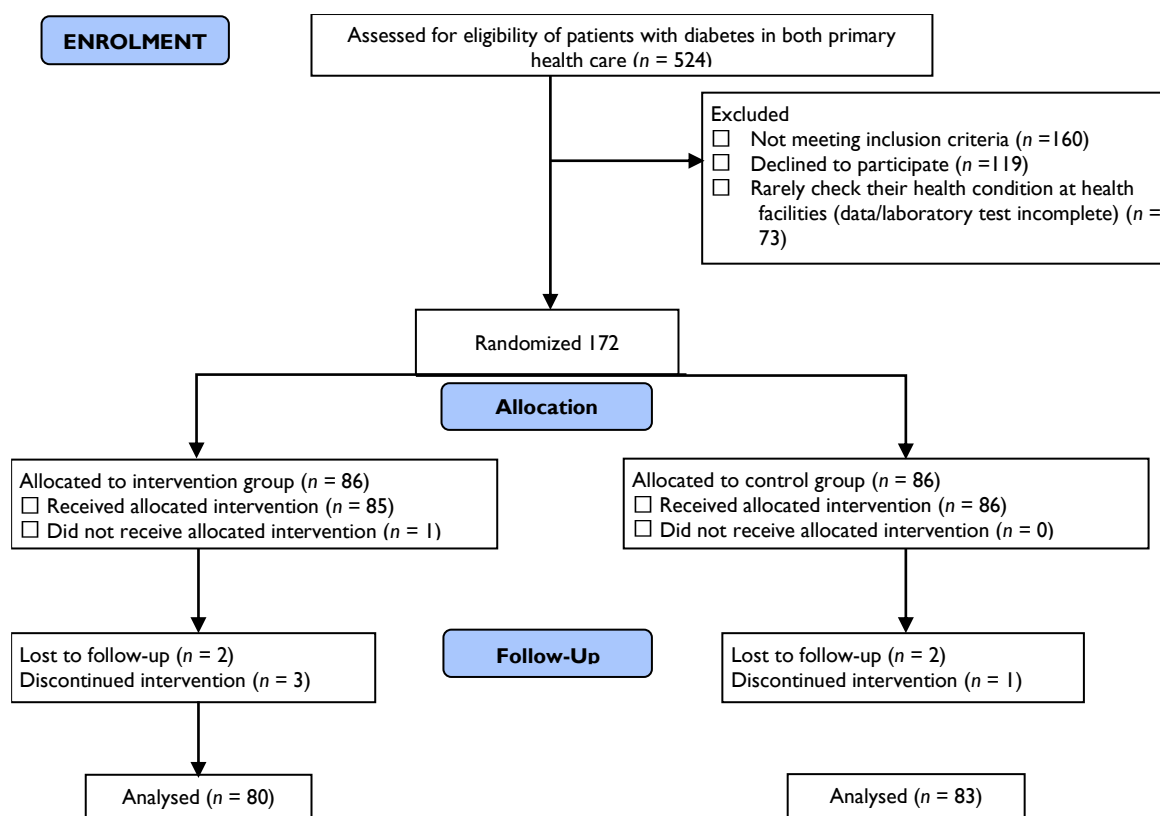 ENROLMENT
Assessed for eligibility of patients with diabetes in both primary
health care (n = 524)
Excluded
☐ Not meeting inclusion criteria (n =160)
☐ Declined to participate (n =119)
☐ Rarely check their health condition at health
facilities (data/laboratory test incomplete) (n =
73)
Randomized 172
Allocation
Allocated to intervention group (n = 86)
☐ Received allocated intervention (n = 85)
☐ Did not receive allocated intervention (n = 1)
Allocated to control group (n = 86)
☐ Received allocated intervention (n = 86)
☐ Did not receive allocated intervention (n = 0)
Lost to follow-up (n = 2)
Discontinued intervention (n = 3)
Follow-Up
Lost to follow-up (n = 2)
Discontinued intervention (n = 1)
Analysed (n = 80)
Analysed (n = 83)